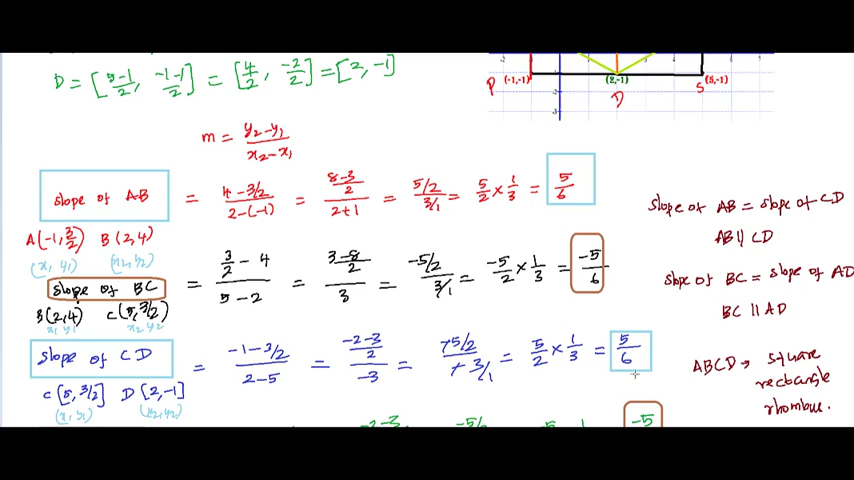 D = [5-1/2, -1-1/2] = [4/2, -2/2] = [2, -1]
P (-1,-1) (2,-1) S (5,-1)
D
m = y₂-y₁/x₂-x₁
slope of AB = 4-3/2/2-(-1) = 8-3/2/2+1 = 5/2/3/1 = 5/2 × 1/3 = 5/6
A(-1,3/2) B(2,4)
(x, y₁) (x₂, y₂)
slope of BC = 3/2 - 4/5-2 = 3-8/2/3 = -5/2/3/1 = -5/2 × 1/3 = -5/6
B(2,4) C(5,3/2)
x₁ y₁ x₂ y₂
slope of CD = -1-3/2/2-5 = -2-3/2/-3 = +5/2/+3/1 = 5/2 × 1/3 = 5/6
C[5,3/2] D[2,-1]
(x, y₁) (x₂, y₂)
-2-3 -5/2 -5 1 -5
slope of AB = slope of CD
AB ∥ CD
slope of BC = slope of AD
BC ∥ AD
ABCD → square
rectangle
rhombus.